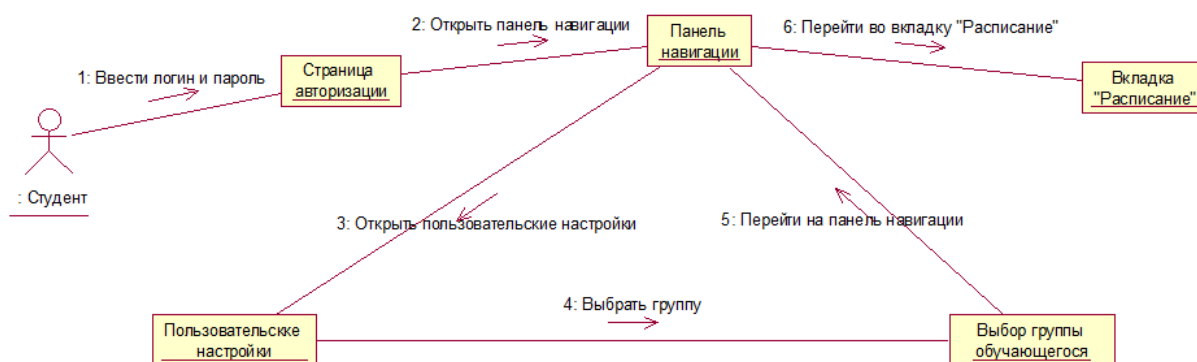 2: Открыть панель навигации
Панель
навигации
6: Перейти во вкладку "Расписание"
1: Ввести логин и пароль
Страница
авторизации
Вкладка
"Расписание"
: Студент
3: Открыть пользовательские настройки
5: Перейти на панель навигации
4: Выбрать группу
Пользовательскке
настройки
Выбор группы
обучающегося